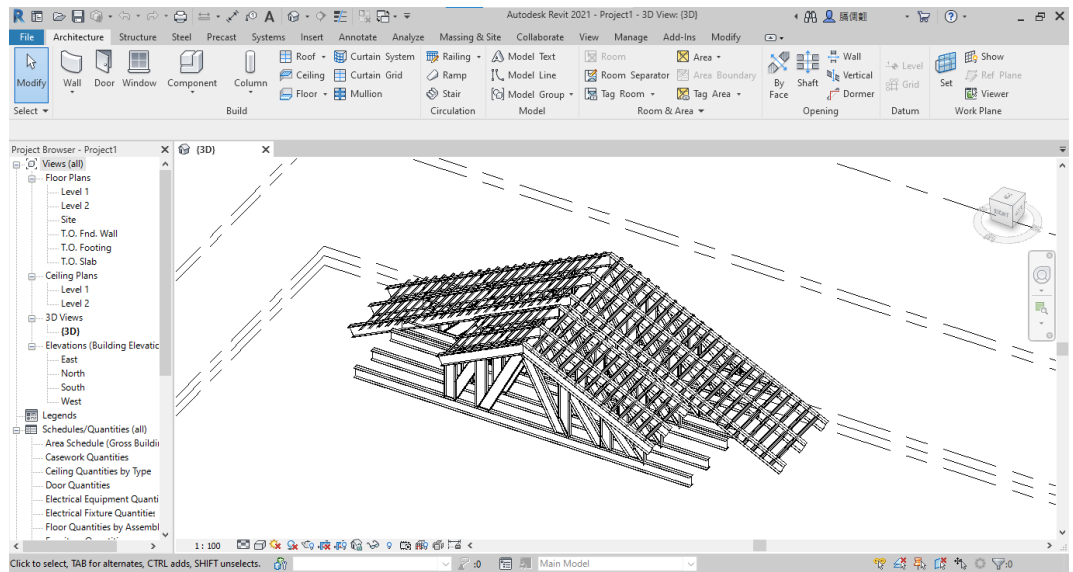 Autodesk Revit 2021 - Project1 - 3D View: {3D}
File Architecture Structure Steel Precast Systems Insert Annotate Analyze Massing & Site Collaborate View Manage Add-Ins Modify
Modify Wall Door Window Component Column
Roof Curtain System
Ceiling Curtain Grid
Floor Mullion
Railing
Ramp
Stair
Model Text
Model Line
Model Group
Room Area
Room Separator Area Boundary
Tag Room Tag Area
By Face Shaft
Wall
Vertical
Dormer
Level
Grid
Set
Show
Ref Plane
Viewer
Select Build Circulation Model Room & Area Opening Datum Work Plane
Project Browser - Project1
{3D}
Views (all)
Floor Plans
Level 1
Level 2
Site
T.O. Fnd. Wall
T.O. Footing
T.O. Slab
Ceiling Plans
Level 1
Level 2
3D Views
{3D}
Elevations (Building Elevatic
East
North
South
West
Legends
Schedules/Quantities (all)
Area Schedule (Gross Buildi
Casework Quantities
Ceiling Quantities by Type
Door Quantities
Electrical Equipment Quanti
Electrical Fixture Quantities
Floor Quantities by Assembl
RIGHT
1 : 100
Click to select, TAB for alternates, CTRL adds, SHIFT unselects.
:0
Main Model
:0